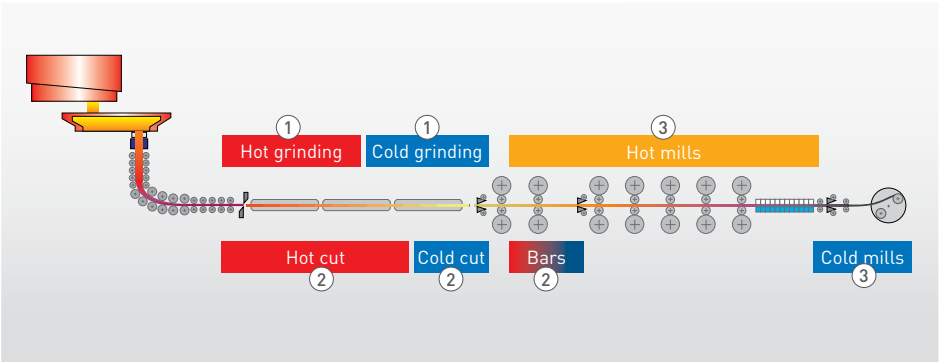 1
1
3
Hot grinding
Cold grinding
Hot mills
Hot cut
Cold cut
Bars
Cold mills
2
2
2
3